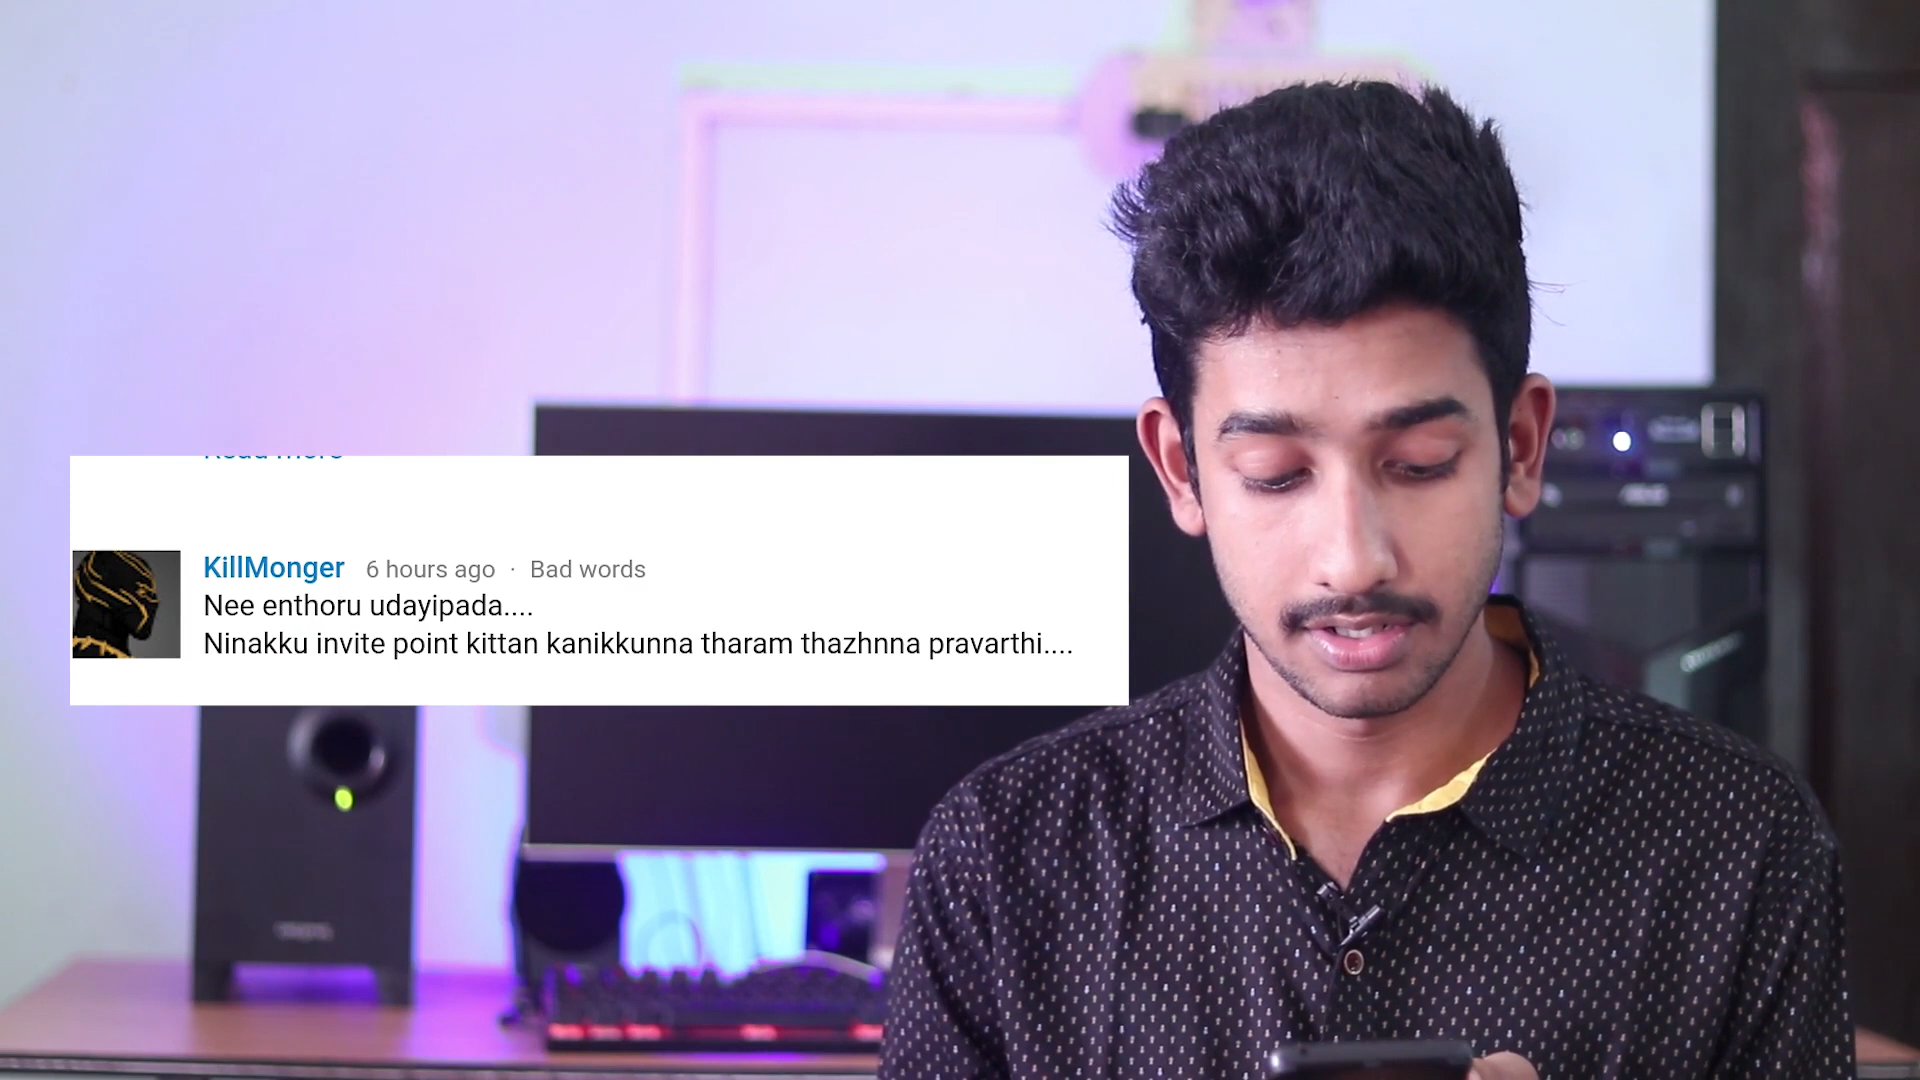 KillMonger 6 hours ago · Bad words
Nee enthoru udayipada....
Ninakku invite point kittan kanikkunna tharam thazhnna pravarthi....